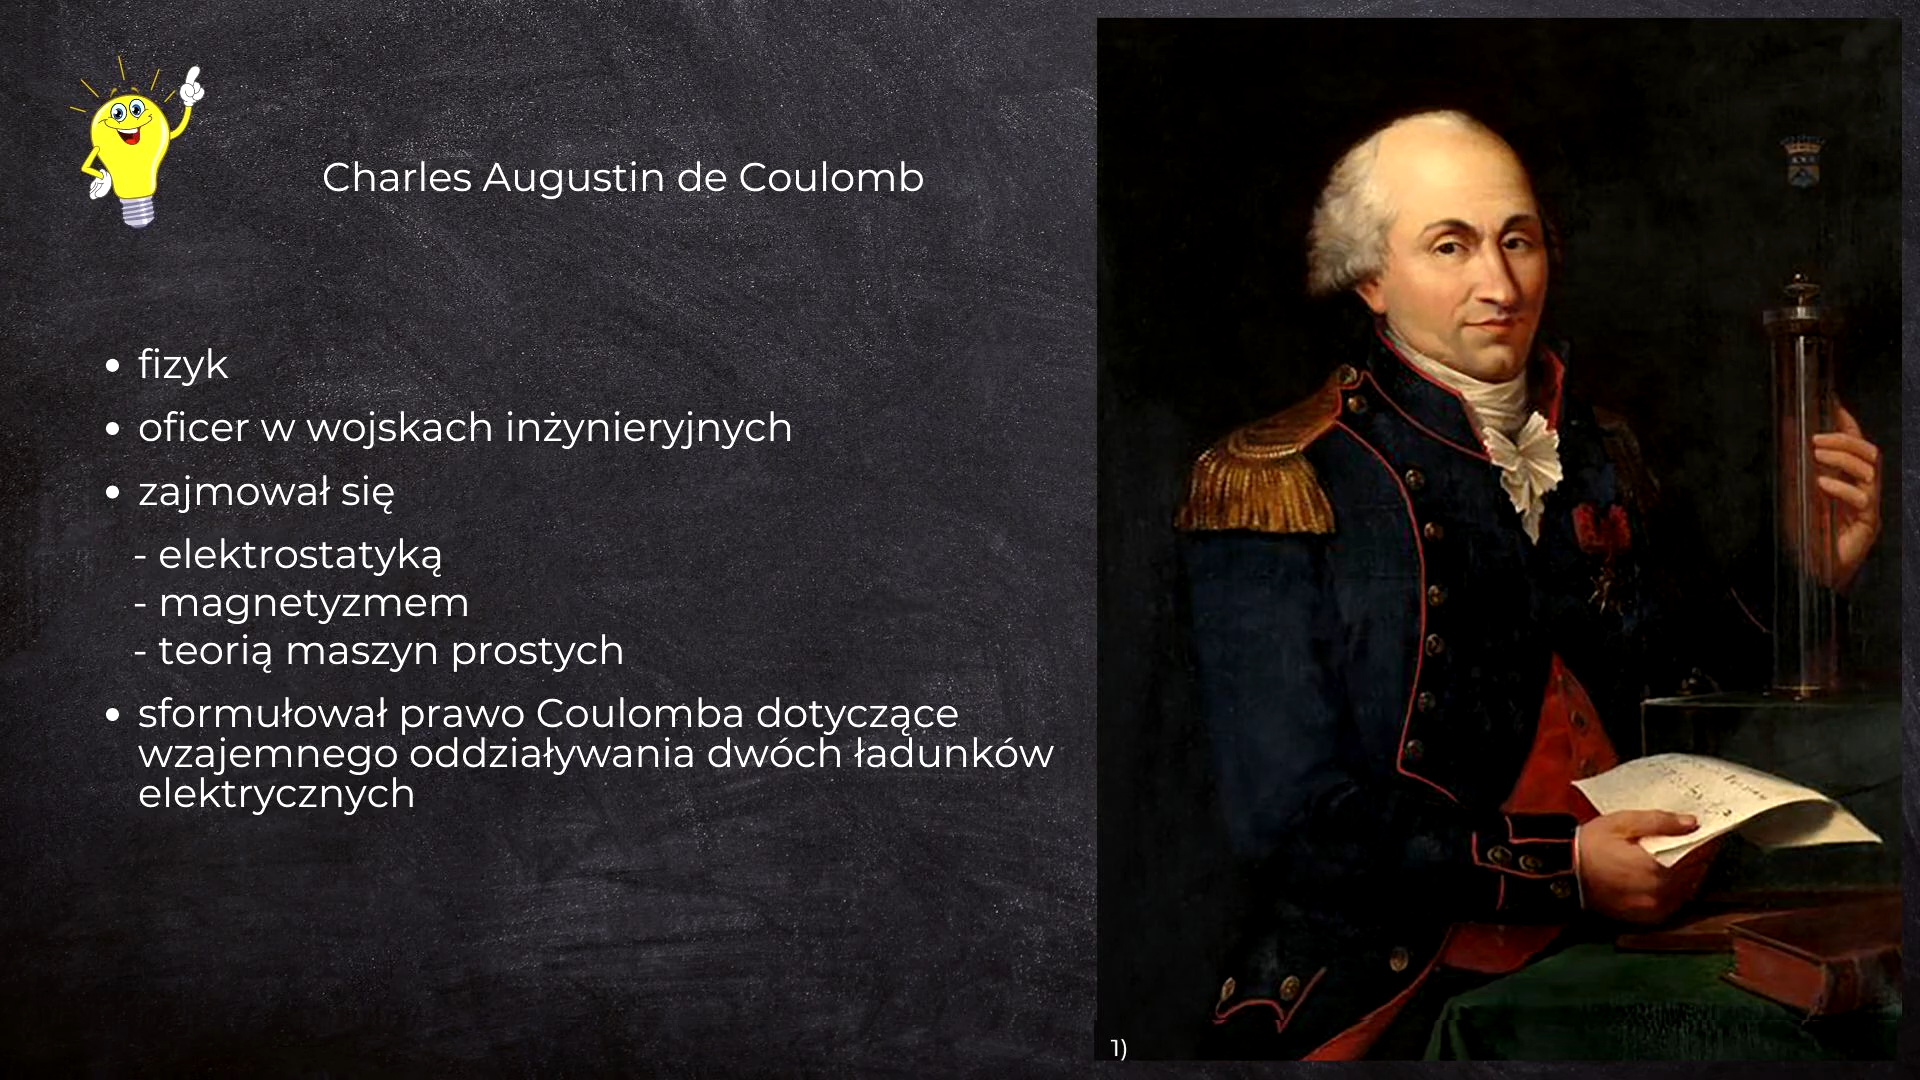 Charles Augustin de Coulomb
• fizyk
• oficer w wojskach inżynieryjnych
• zajmował się
- elektrostatyką
- magnetyzmem
- teorią maszyn prostych
• sformułował prawo Coulomba dotyczące
wzajemnego oddziaływania dwóch ładunków
elektrycznych
1)